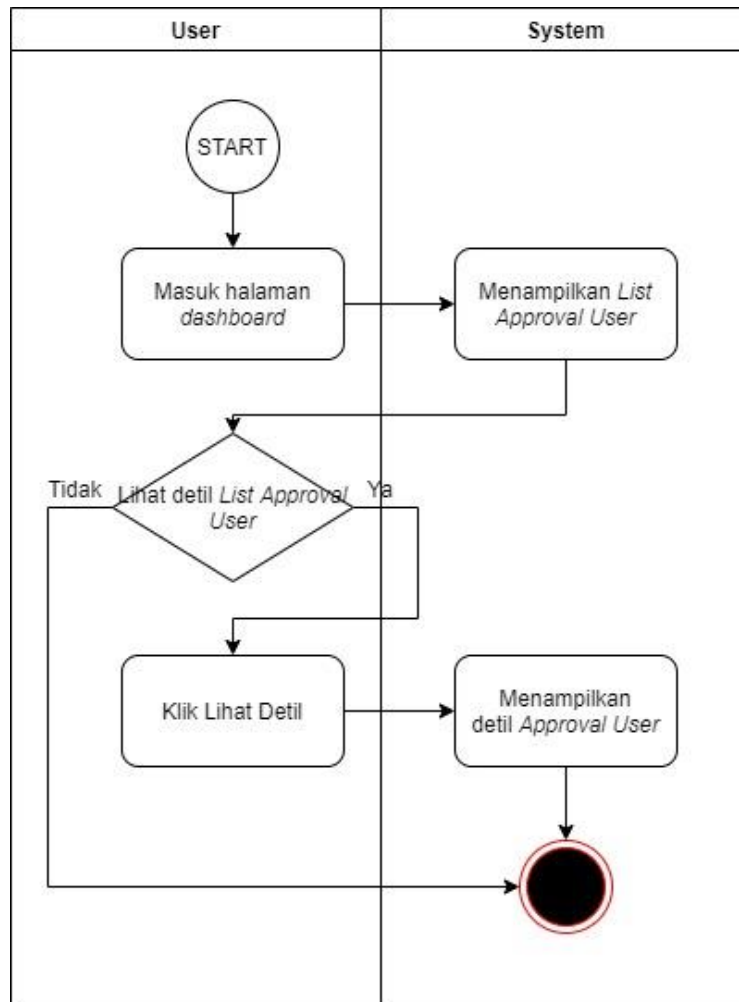 User
System
START
Masuk halaman
dashboard
Menampilkan List
Approval User
Tidak
Lihat detil List Approval
User
Ya
Klik Lihat Detil
Menampilkan
detil Approval User